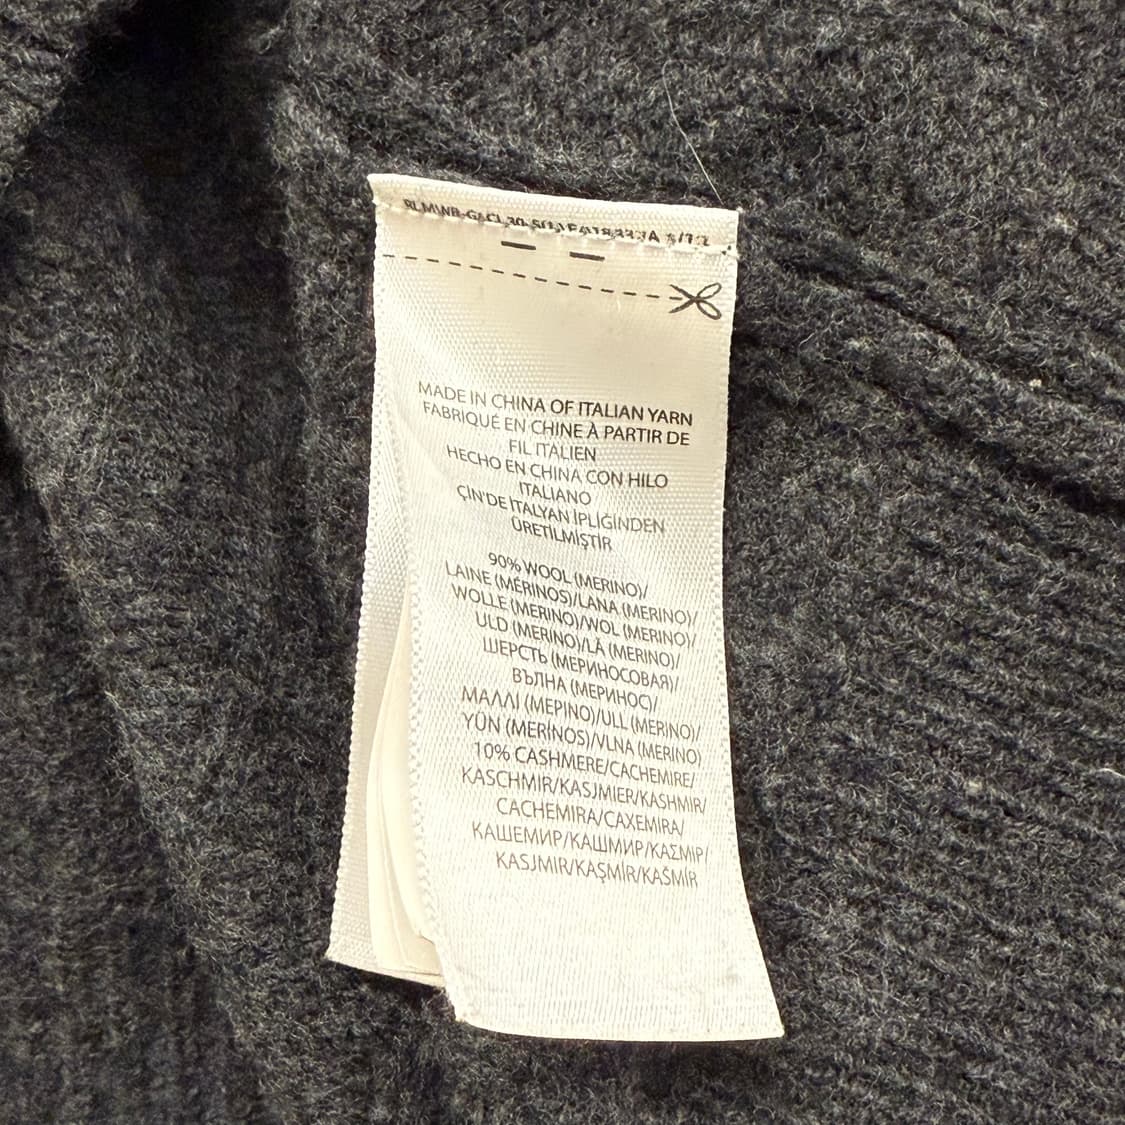 MADE IN CHINA OF ITALIAN YARN
FABRIQUÉ EN CHINE À PARTIR DE
FIL ITALIEN
HECHO EN CHINA CON HILO
ITALIANO
ÇIN'DE İTALYAN İPLİĞİNDEN
ÜRETİLMİŞTİR
90% WOOL (MERINO)/
LAINE (MÉRINOS)/LANA (MERINO)/
WOLLE (MERINO)/WOL (MERINO)/
ULD (MERINO)/LÃ (MERINO)/
ШЕРСТЬ (МЕРИНОСОВАЯ)/
ВЪЛНА (МЕРИНОС)/
ΜΑΛΛΙ (ΜΕΡΙΝΟ)/ULL (MERINO)/
YÜN (MERİNOS)/VLNA (MERINO)
10% CASHMERE/CACHEMIRE/
KASCHMIR/KASJMIER/KASHMIR/
CACHEMIRA/CAXEMIRA/
КАШЕМИР/КАШМИР/ΚΑΣΜΙΡ/
KASJMIR/KAŞMİR/KAŠMÍR